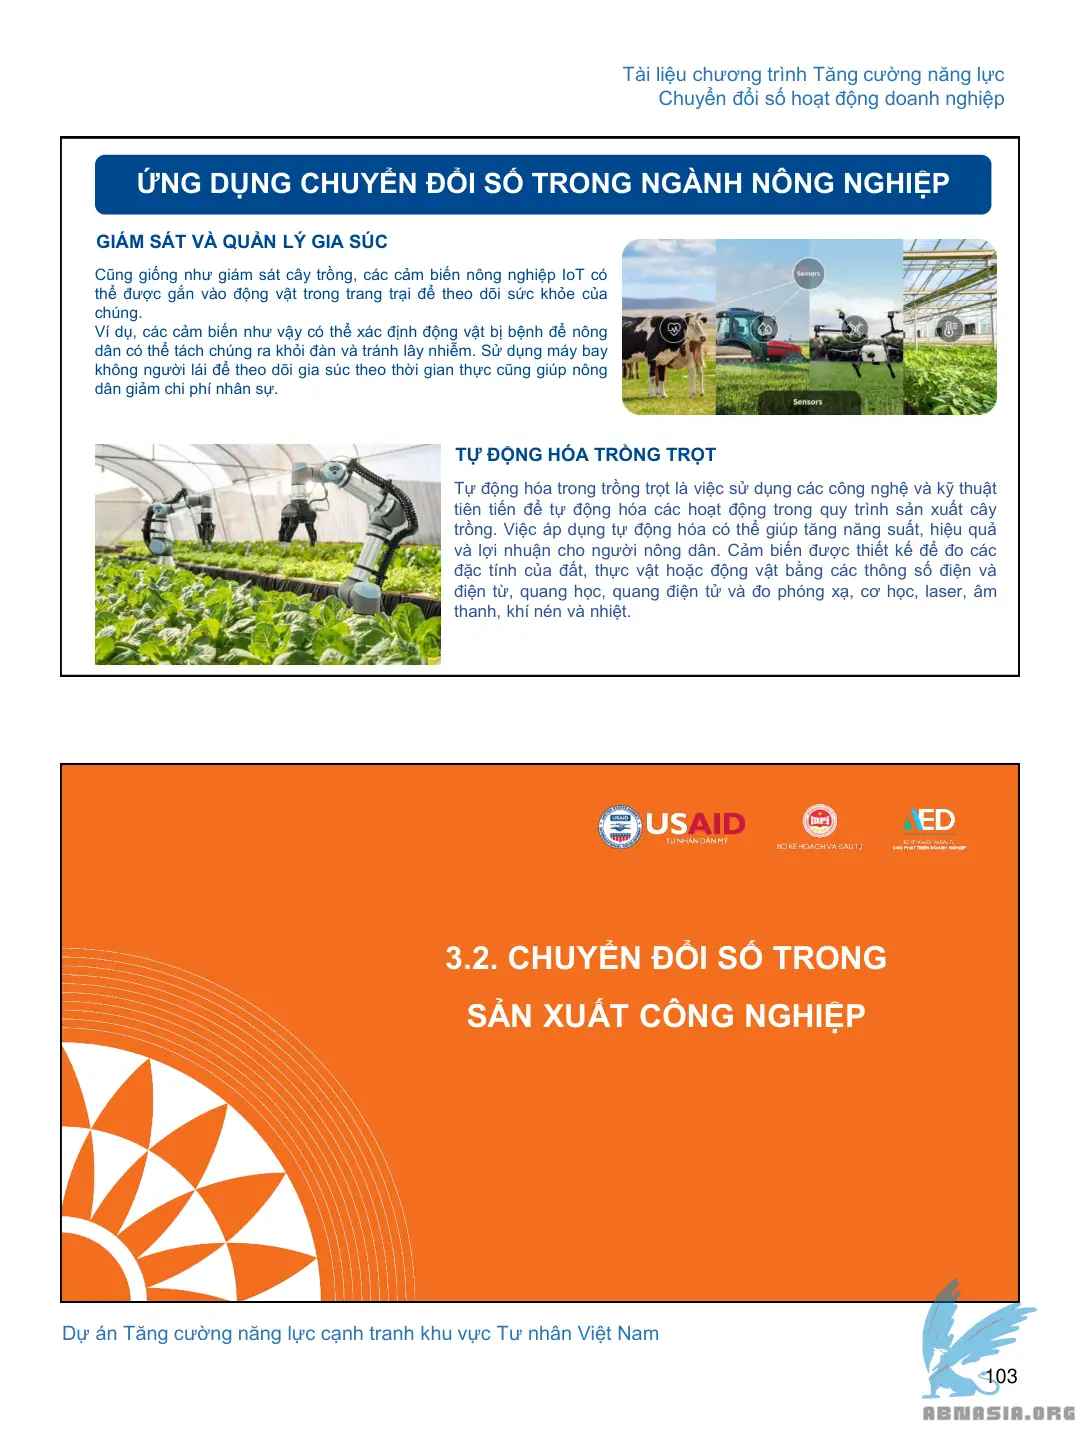 Tài liệu chương trình Tăng cường năng lực
Chuyển đổi số hoạt động doanh nghiệp
ỨNG DỤNG CHUYỂN ĐỔI SỐ TRONG NGÀNH NÔNG NGHIỆP
GIÁM SÁT VÀ QUẢN LÝ GIA SÚC
Cũng giống như giám sát cây trồng, các cảm biến nông nghiệp IoT có
thể được gắn vào động vật trong trang trại để theo dõi sức khỏe của
chúng.
Ví dụ, các cảm biến như vậy có thể xác định động vật bị bệnh để nông
dân có thể tách chúng ra khỏi đàn và tránh lây nhiễm. Sử dụng máy bay
không người lái để theo dõi gia súc theo thời gian thực cũng giúp nông
dân giảm chi phí nhân sự.
Sensors
Sensors
TỰ ĐỘNG HÓA TRỒNG TRỌT
Tự động hóa trong trồng trọt là việc sử dụng các công nghệ và kỹ thuật
tiên tiến để tự động hóa các hoạt động trong quy trình sản xuất cây
trồng. Việc áp dụng tự động hóa có thể giúp tăng năng suất, hiệu quả
và lợi nhuận cho người nông dân. Cảm biến được thiết kế để đo các
đặc tính của đất, thực vật hoặc động vật bằng các thông số điện và
điện từ, quang học, quang điện tử và đo phóng xạ, cơ học, laser, âm
thanh, khí nén và nhiệt.
USAID
USAID
TỪ NHÂN DÂN MỸ
mpi
BỘ KẾ HOẠCH VÀ ĐẦU TƯ
AED
CỤC PHÁT TRIỂN DOANH NGHIỆP
3.2. CHUYỂN ĐỔI SỐ TRONG
SẢN XUẤT CÔNG NGHIỆP
Dự án Tăng cường năng lực cạnh tranh khu vực Tư nhân Việt Nam
103
ABNASIA.ORG